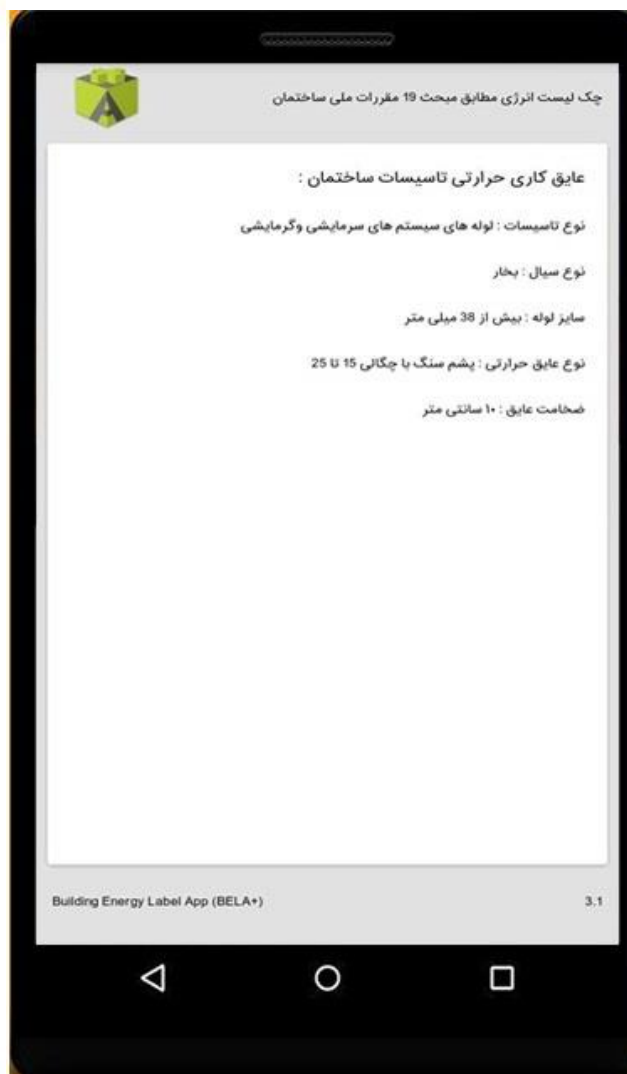 چک لیست انرژی مطابق مبحث 19 مقررات ملی ساختمان
عایق کاری حرارتی تاسیسات ساختمان :
نوع تاسیسات : لوله های سیستم های سرمایشی وگرمایشی
نوع سیال : بخار
سایز لوله : بیش از 38 میلی متر
نوع عایق حرارتی : پشم سنگ با چگالی 15 تا 25
ضخامت عایق : ۱۰ سانتی متر
Building Energy Label App (BELA+) 3.1